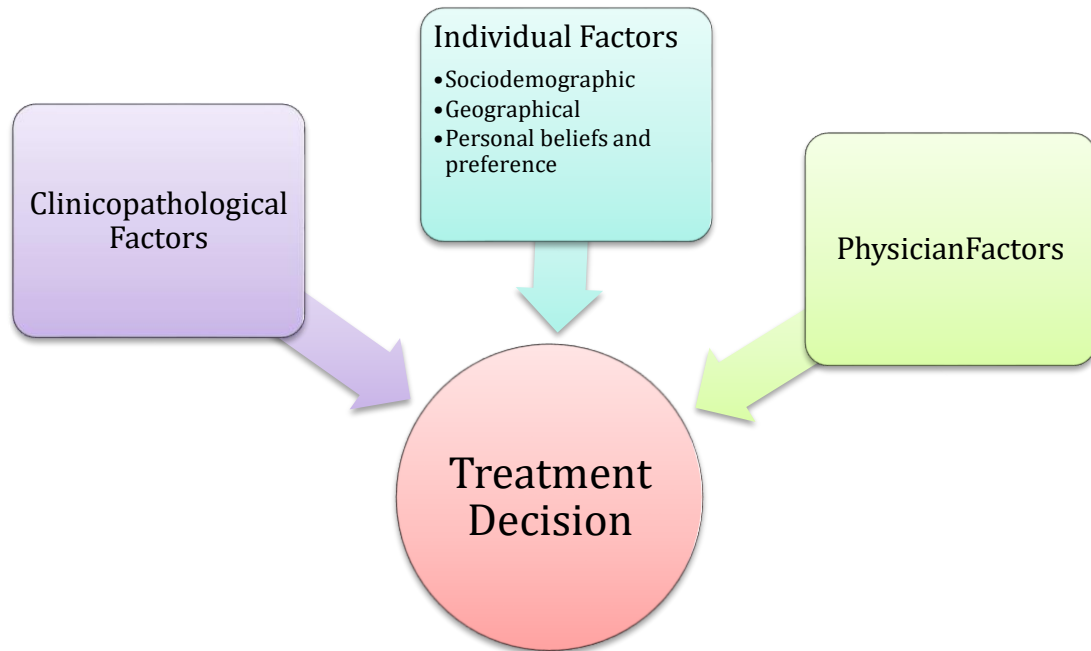 Individual Factors
•Sociodemographic
•Geographical
•Personal beliefs and
preference
Clinicopathological
Factors
PhysicianFactors
Treatment
Decision